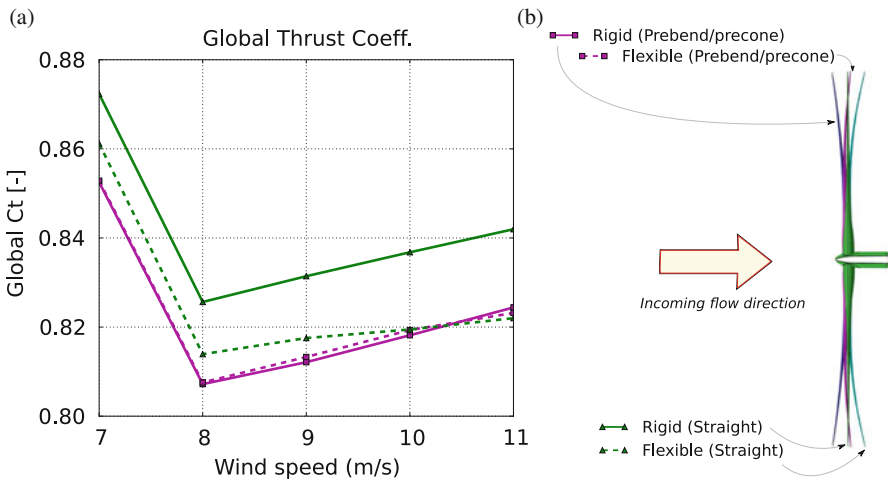 (a)
Global Thrust Coeff.
0.88
0.86
0.84
0.82
0.80
Global Ct [-]
7
8
9
10
11
Wind speed (m/s)
(b)
Rigid (Prebend/precone)
Flexible (Prebend/precone)
Incoming flow direction
Rigid (Straight)
Flexible (Straight)